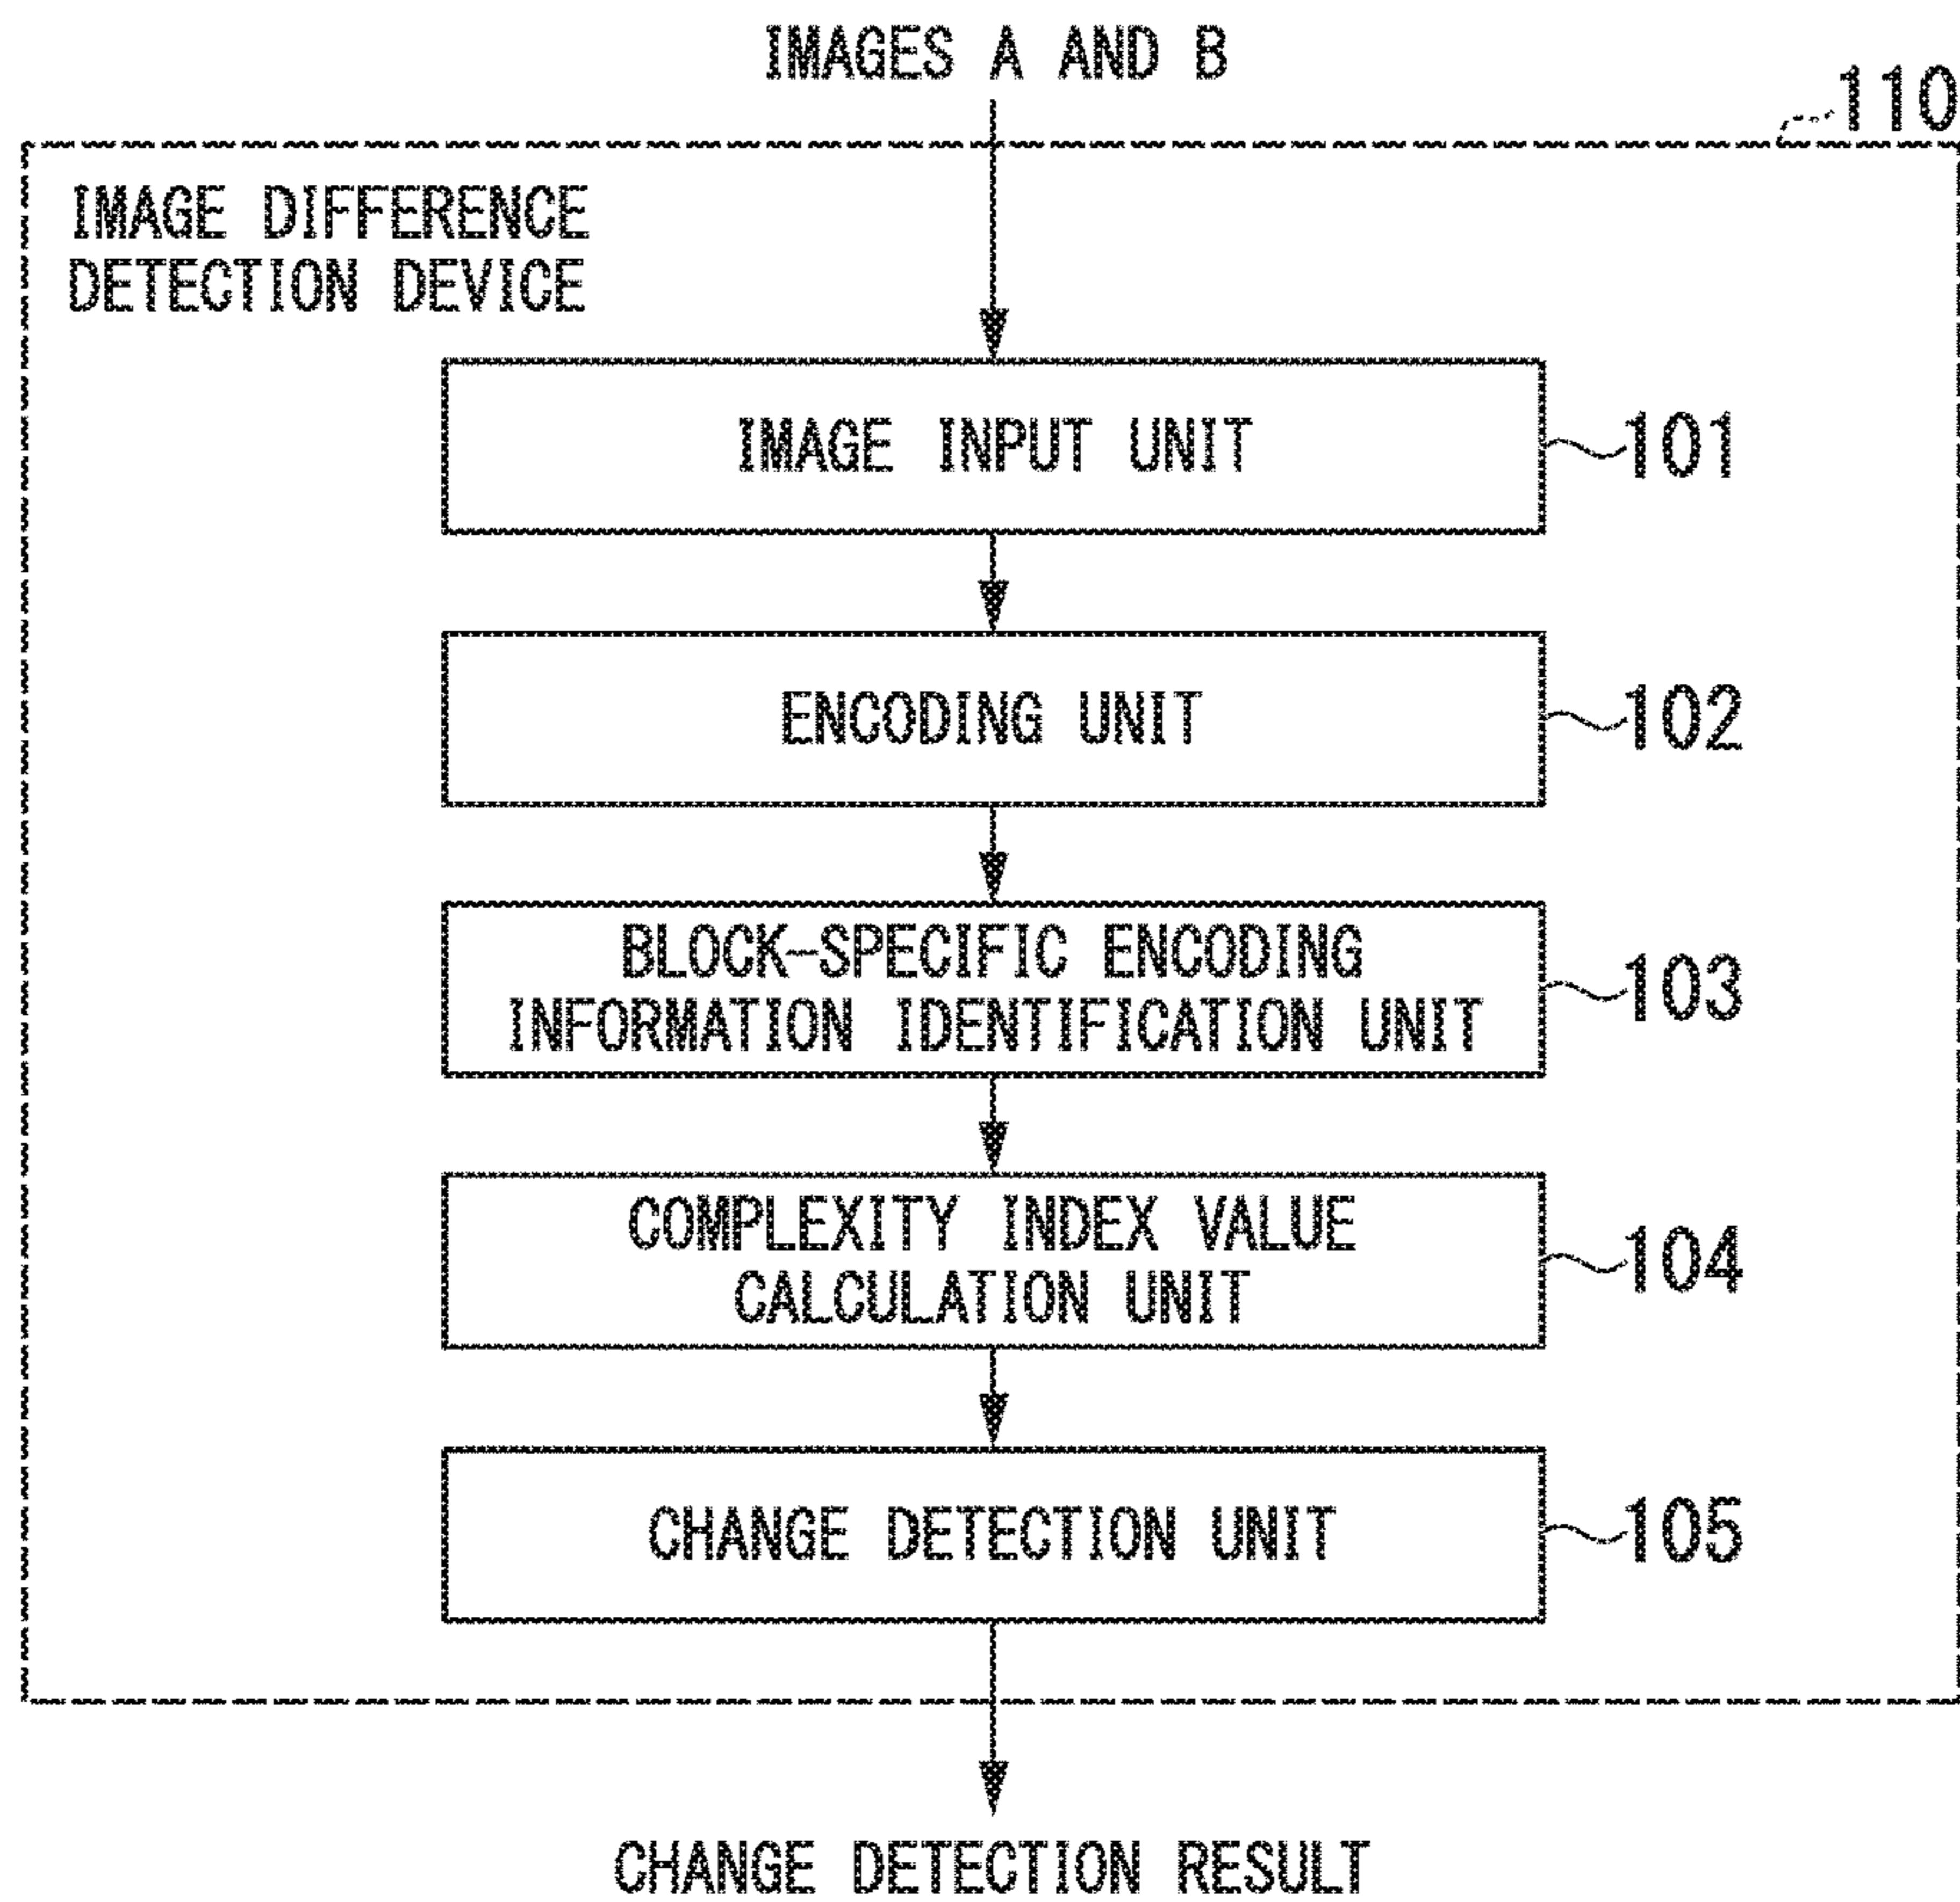 IMAGES A AND B
110
IMAGE DIFFERENCE
DETECTION DEVICE
IMAGE INPUT UNIT
101
ENCODING UNIT
102
BLOCK-SPECIFIC ENCODING
INFORMATION IDENTIFICATION UNIT
103
COMPLEXITY INDEX VALUE
CALCULATION UNIT
104
CHANGE DETECTION UNIT
105
CHANGE DETECTION RESULT